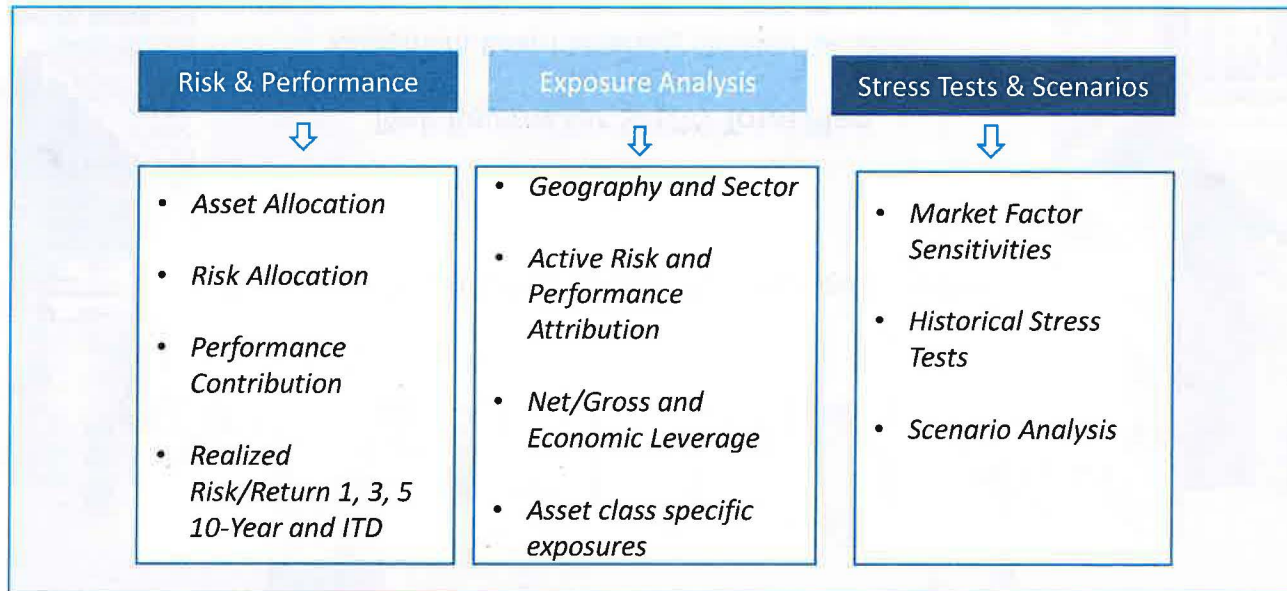 Risk & Performance
• Asset Allocation
• Risk Allocation
• Performance
Contribution
• Realized
Risk/Return 1, 3, 5
10-Year and ITD
Exposure Analysis
• Geography and Sector
• Active Risk and
Performance
Attribution
• Net/Gross and
Economic Leverage
• Asset class specific
exposures
Stress Tests & Scenarios
• Market Factor
Sensitivities
• Historical Stress
Tests
• Scenario Analysis